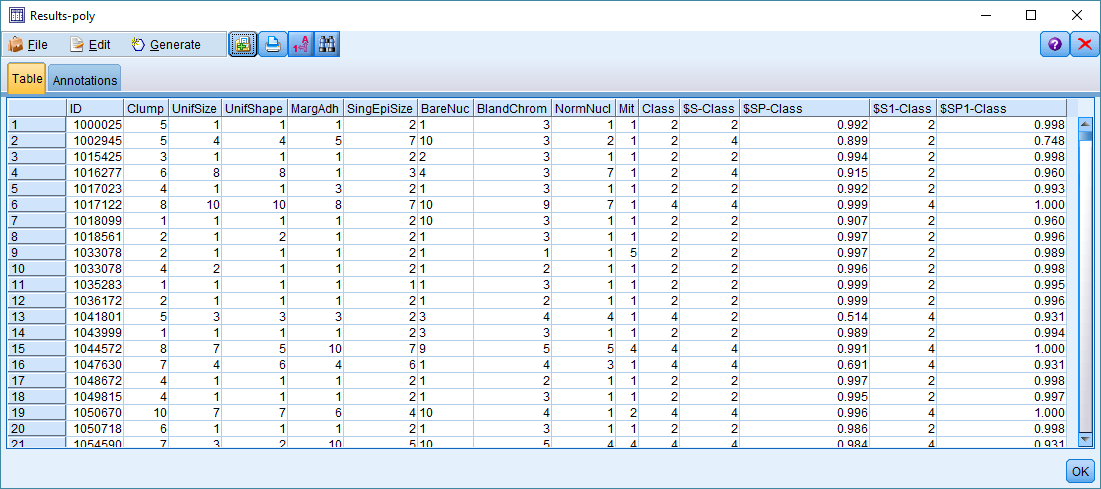 Results-poly
File Edit Generate
Table Annotations
ID Clump UnifSize UnifShape MargAdh SingEpiSize BareNuc BlandChrom NormNucl Mit Class $S-Class $SP-Class $S1-Class $SP1-Class
1 1000025 5 1 1 1 2 1 3 1 1 2 2 0.992 2 0.998
2 1002945 5 4 4 5 7 10 3 2 1 2 4 0.899 2 0.748
3 1015425 3 1 1 1 2 2 3 1 1 2 2 0.994 2 0.998
4 1016277 6 8 8 1 3 4 3 7 1 2 4 0.915 2 0.960
5 1017023 4 1 1 3 2 1 3 1 1 2 2 0.992 2 0.993
6 1017122 8 10 10 8 7 10 9 7 1 4 4 0.999 4 1.000
7 1018099 1 1 1 1 2 10 3 1 1 2 2 0.907 2 0.960
8 1018561 2 1 2 1 2 1 3 1 1 2 2 0.997 2 0.996
9 1033078 2 1 1 1 2 1 1 1 5 2 2 0.997 2 0.989
10 1033078 4 2 1 1 2 1 2 1 1 2 2 0.996 2 0.998
11 1035283 1 1 1 1 1 1 3 1 1 2 2 0.999 2 0.995
12 1036172 2 1 1 1 2 1 2 1 1 2 2 0.999 2 0.996
13 1041801 5 3 3 3 2 3 4 4 1 4 2 0.514 4 0.931
14 1043999 1 1 1 1 2 3 3 1 1 2 2 0.989 2 0.994
15 1044572 8 7 5 10 7 9 5 5 4 4 4 0.991 4 1.000
16 1047630 7 4 6 4 6 1 4 3 1 4 4 0.691 4 0.931
17 1048672 4 1 1 1 2 1 2 1 1 2 2 0.997 2 0.998
18 1049815 4 1 1 1 2 1 3 1 1 2 2 0.995 2 0.997
19 1050670 10 7 7 6 4 10 4 1 2 4 4 0.996 4 1.000
20 1050718 6 1 1 1 2 1 3 1 1 2 2 0.986 2 0.998
21 1054590 7 3 2 10 5 10 5 4 4 4 4 0.984 4 0.931
OK